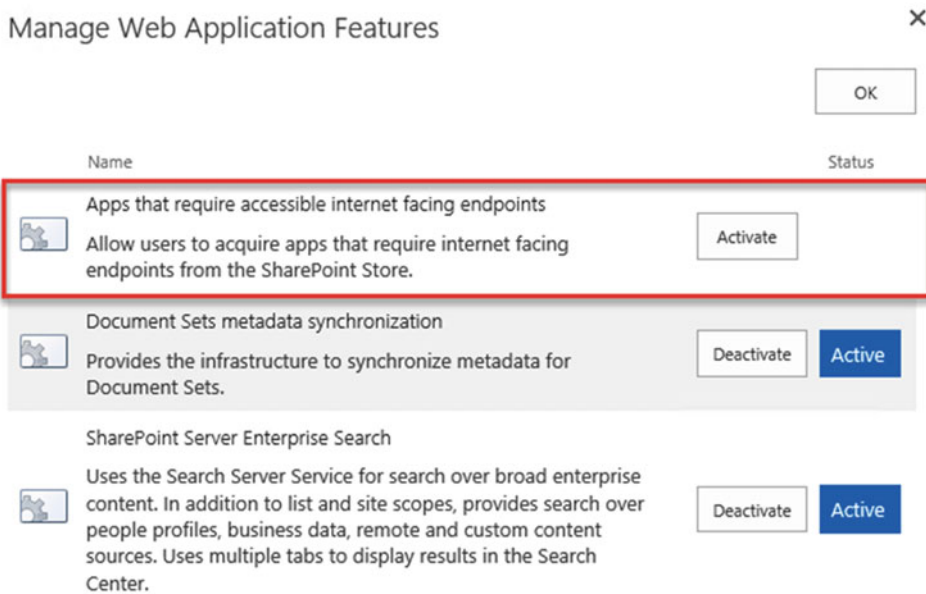 Manage Web Application Features
OK
Name Status
Apps that require accessible internet facing endpoints
Allow users to acquire apps that require internet facing
endpoints from the SharePoint Store.
Activate
Document Sets metadata synchronization
Provides the infrastructure to synchronize metadata for
Document Sets.
Deactivate Active
SharePoint Server Enterprise Search
Uses the Search Server Service for search over broad enterprise
content. In addition to list and site scopes, provides search over
people profiles, business data, remote and custom content
sources. Uses multiple tabs to display results in the Search
Center.
Deactivate Active